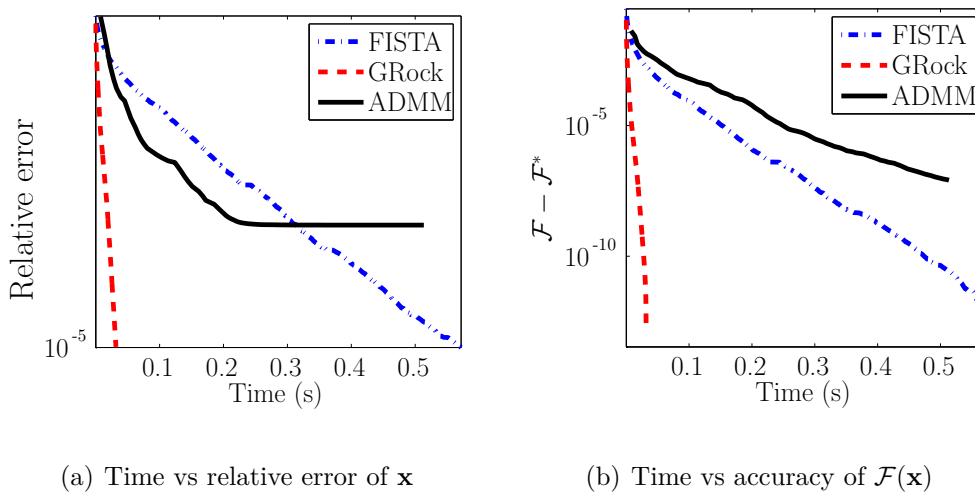 FISTA
GRock
ADMM
Relative error
10^{-5}
0.1 0.2 0.3 0.4 0.5
Time (s)
(a) Time vs relative error of x
FISTA
GRock
ADMM
F − F*
10^{-5}
10^{-10}
0.1 0.2 0.3 0.4 0.5
Time (s)
(b) Time vs accuracy of F(x)